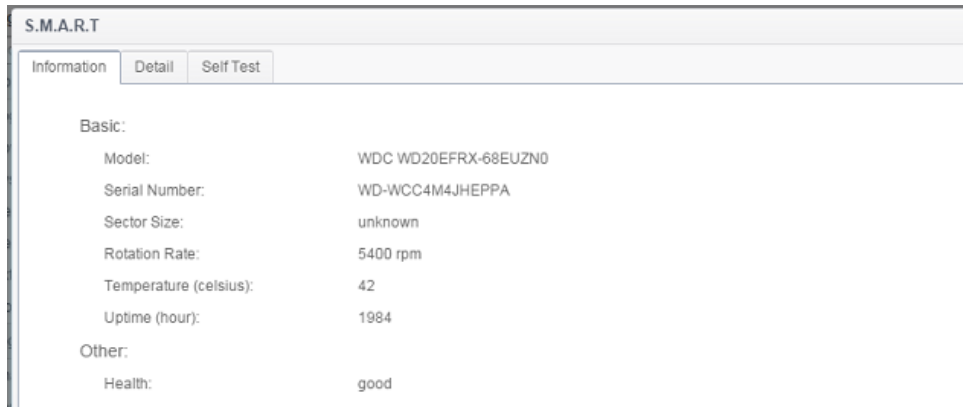 S.M.A.R.T
Information Detail Self Test
Basic:
Model: WDC WD20EFRX-68EUZN0
Serial Number: WD-WCC4M4JHEPPA
Sector Size: unknown
Rotation Rate: 5400 rpm
Temperature (celsius): 42
Uptime (hour): 1984
Other:
Health: good